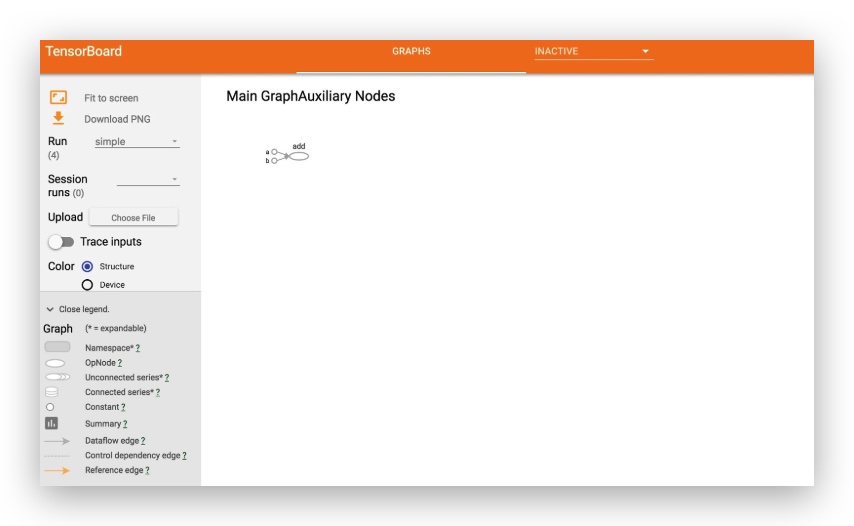 TensorBoard GRAPHS INACTIVE
Fit to screen
Download PNG
Run simple
(4)
Session
runs (0)
Upload Choose File
Trace inputs
Color Structure
Device
Close legend.
Graph (* = expandable)
Namespace* ?
OpNode ?
Unconnected series* ?
Connected series* ?
Constant ?
Summary ?
Dataflow edge ?
Control dependency edge ?
Reference edge ?
Main GraphAuxiliary Nodes
add
a
b